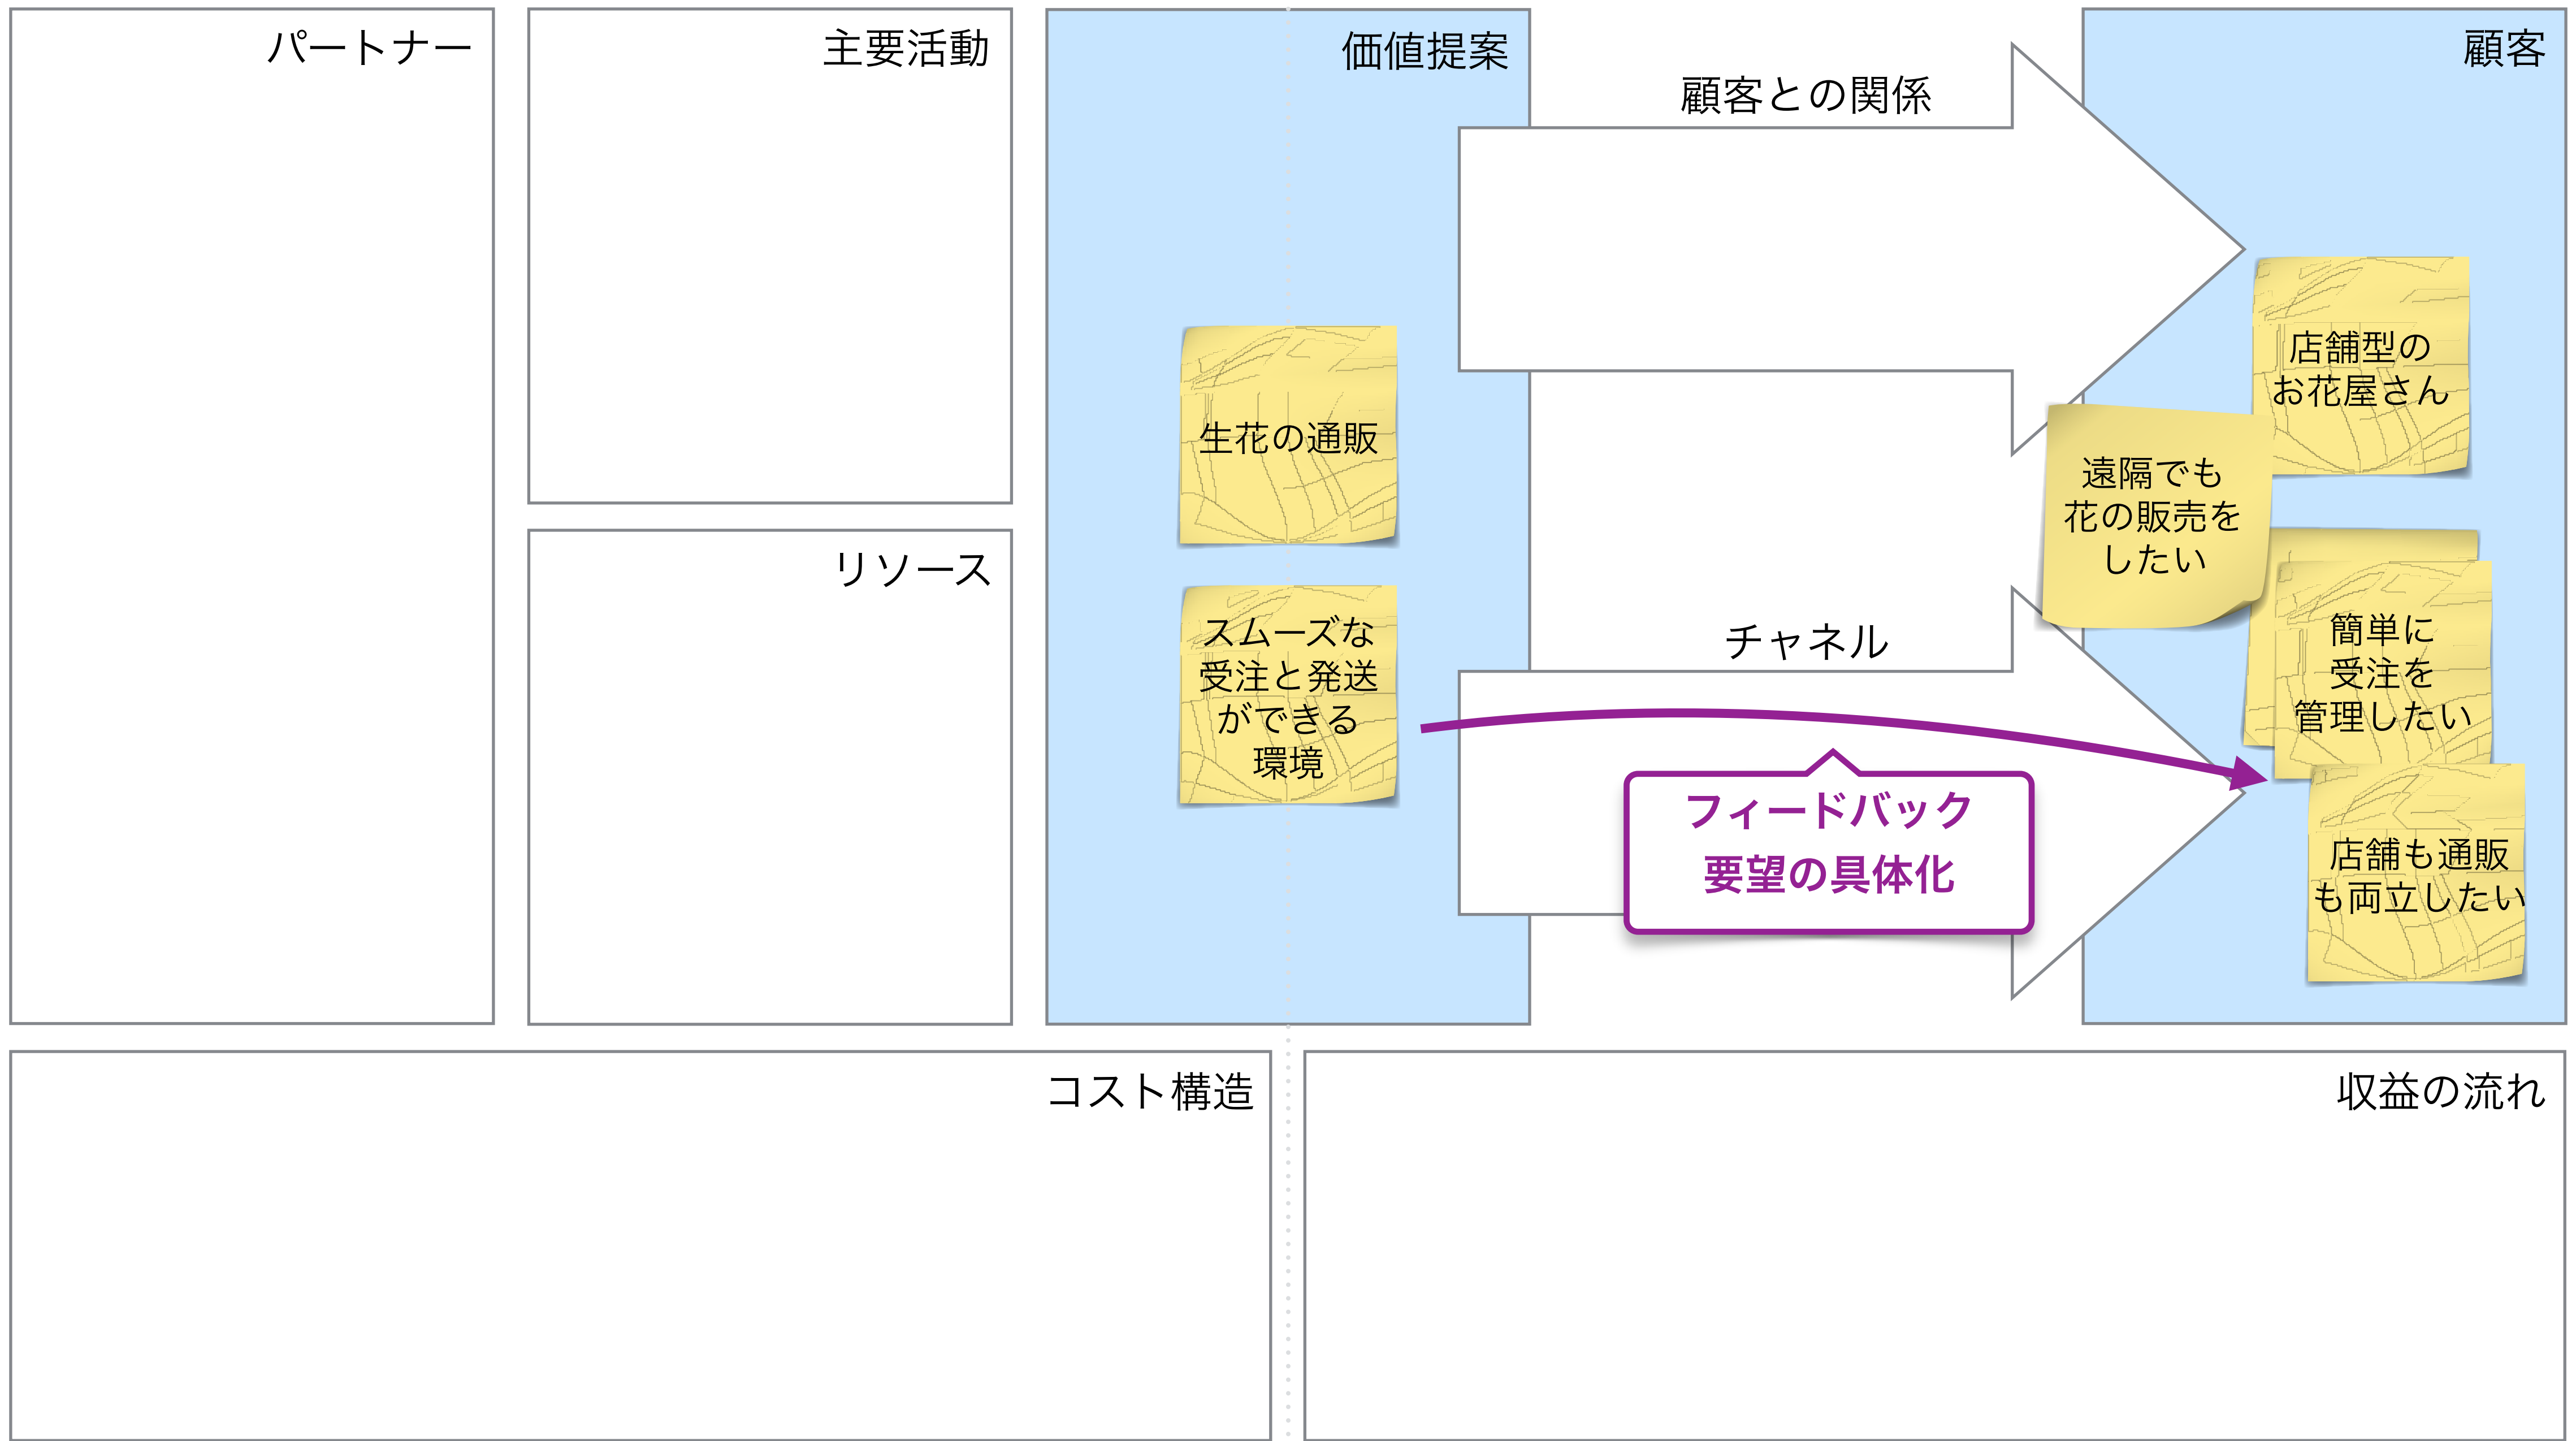 パートナー
主要活動
リソース
価値提案
生花の通販
スムーズな
受注と発送
ができる
環境
顧客との関係
チャネル
フィードバック
要望の具体化
顧客
店舗型の
お花屋さん
遠隔でも
花の販売を
したい
簡単に
受注を
管理したい
店舗も通販
も両立したい
コスト構造
収益の流れ